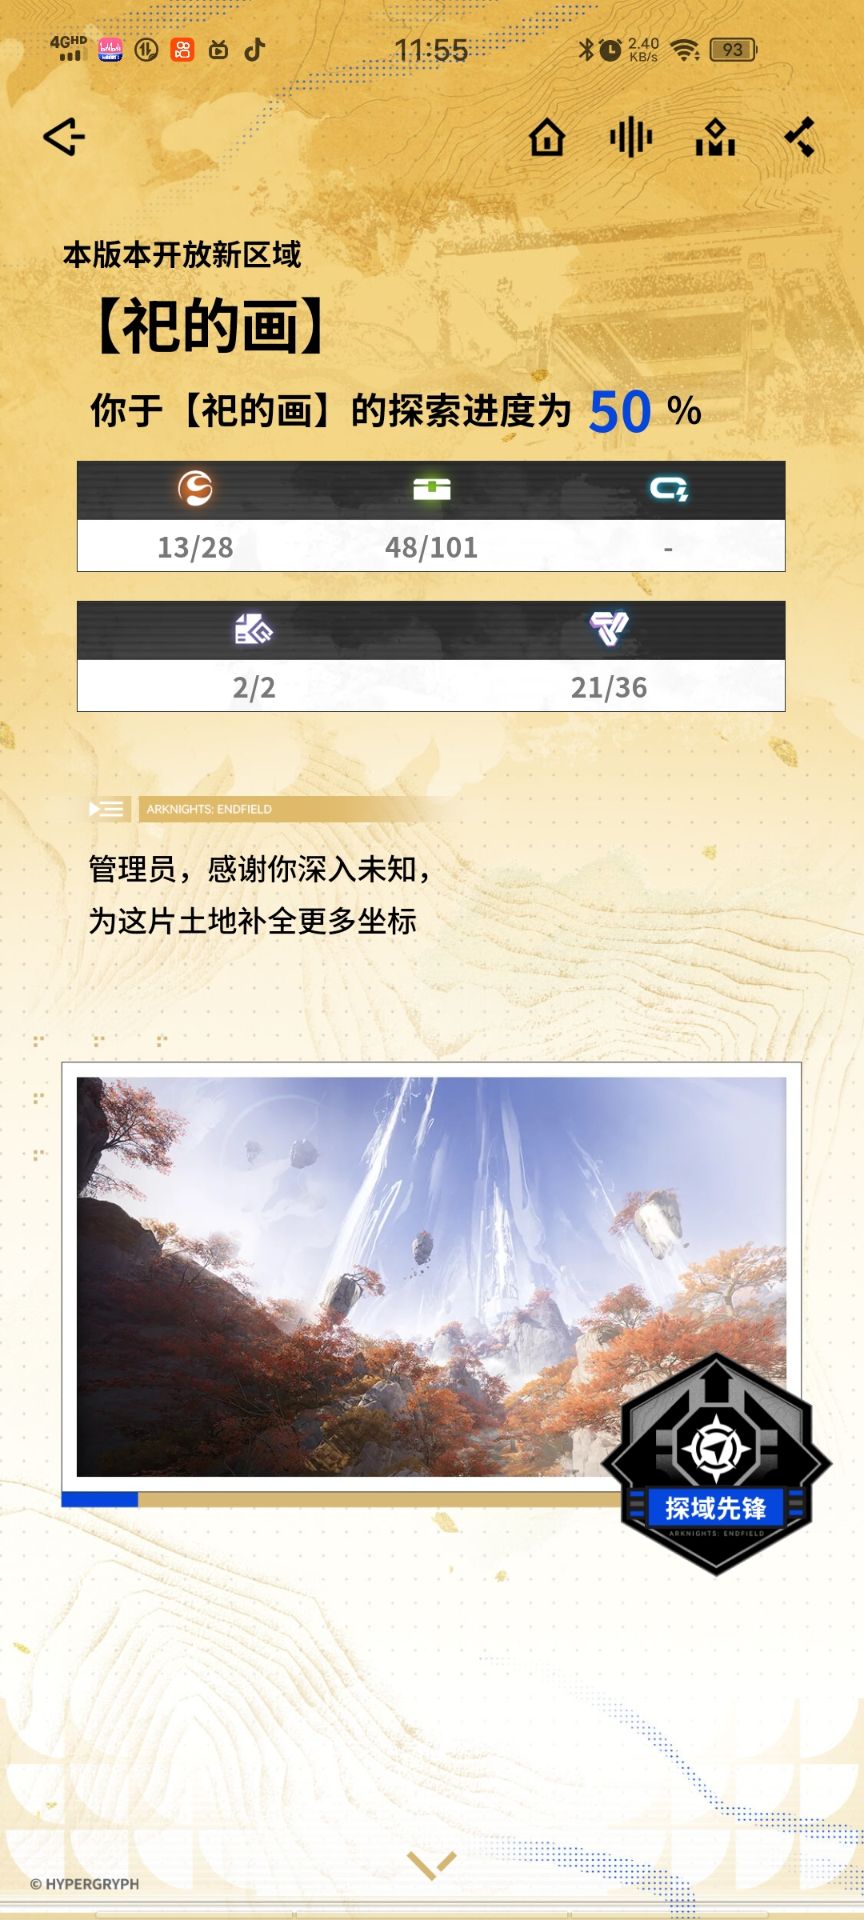 4GHD
11:55
2.40
KB/s
93
本版本开放新区域
【祀的画】
你于【祀的画】的探索进度为 50 %
13/28
48/101
-
2/2
21/36
ARKNIGHTS: ENDFIELD
管理员，感谢你深入未知，
为这片土地补全更多坐标
探域先锋
ARKNIGHTS: ENDFIELD
© HYPERGRYPH